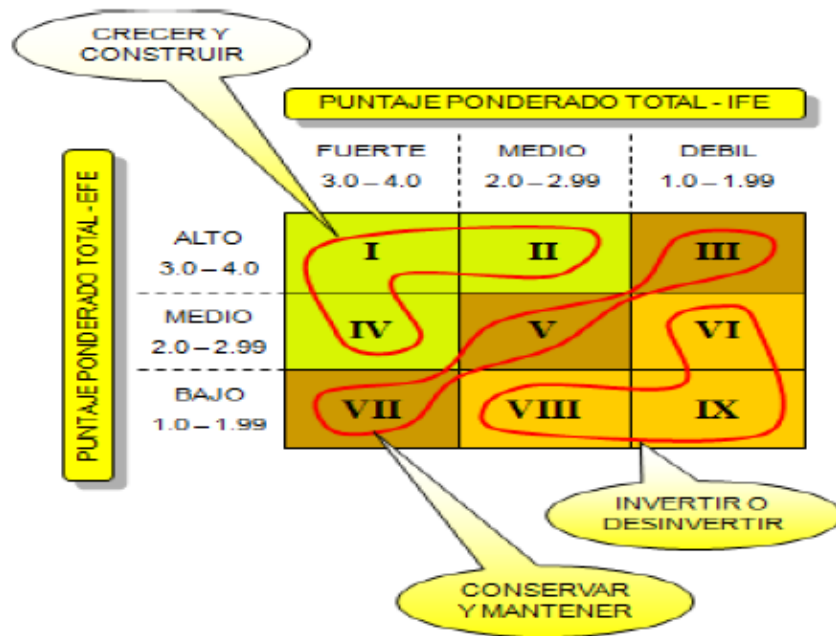 CRECER Y
CONSTRUIR
PUNTAJE PONDERADO TOTAL - IFE
FUERTE MEDIO DEBIL
3.0 – 4.0 2.0 – 2.99 1.0 – 1.99
PUNTAJE PONDERADO TOTAL - EFE
ALTO
3.0 – 4.0
I II III
MEDIO
2.0 – 2.99
IV V VI
BAJO
1.0 – 1.99
VII VIII IX
INVERTIR O
DESINVERTIR
CONSERVAR
Y MANTENER